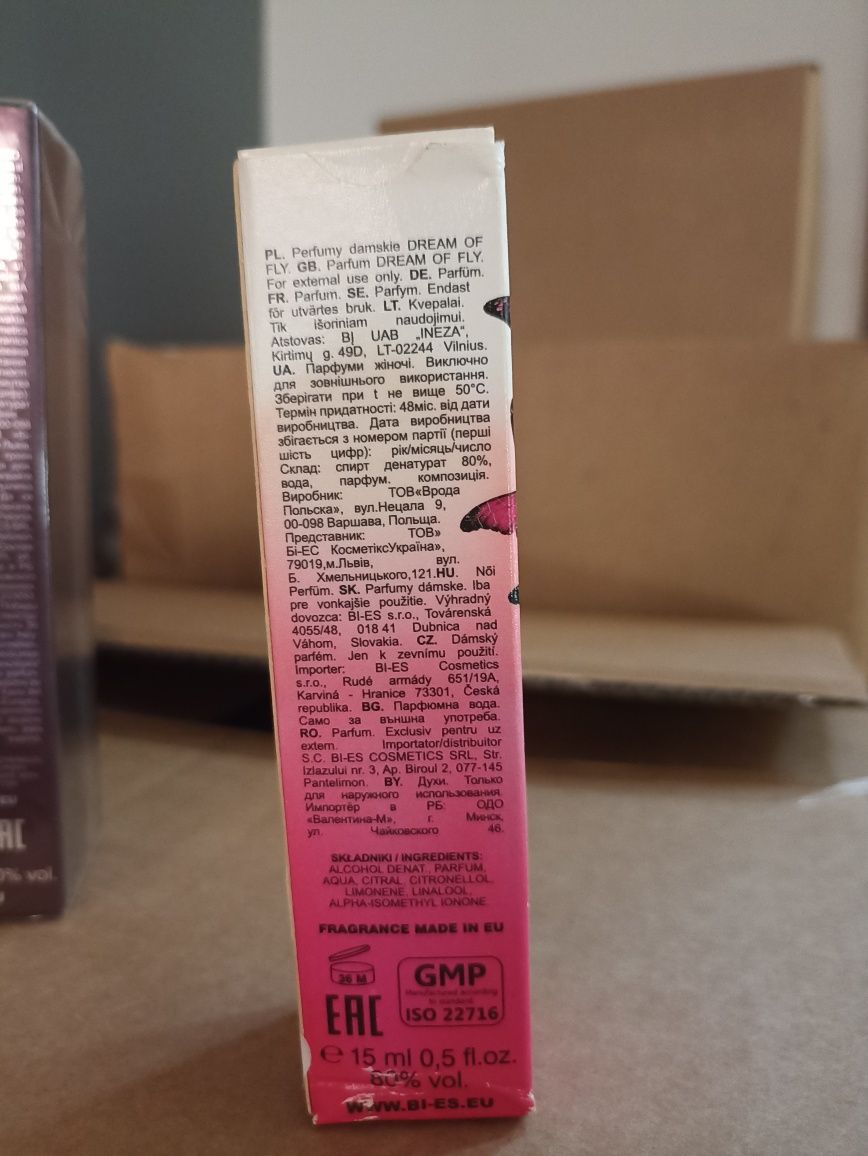 PL. Perfumy damskie DREAM OF
FLY. GB. Parfum DREAM OF FLY.
For external use only. DE. Parfüm.
FR. Parfum. SE. Parfym. Endast
för utvärtes bruk. LT. Kvepalai.
Tik išoriniam naudojimui.
Atstovas: BĮ UAB „INEZA“,
Kirtimų g. 49D, LT-02244 Vilnius.
UA. Парфуми жіночі. Виключно
для зовнішнього використання.
Зберігати при t не вище 50°C.
Термін придатності: 48міс. від дати
виробництва. Дата виробництва
збігається з номером партії (перші
шість цифр): рік/місяць/число
Склад: спирт денатурат 80%,
вода, парфум. композиція.
Виробник: ТОВ«Врода
Польска», вул.Нецала 9,
00-098 Варшава, Польща.
Представник: ТОВ»
Бі-ЕС КосметіксУкраїна»,
79019,м.Львів, вул.
Б. Хмельницького,121.HU. Női
Perfüm. SK. Parfumy dámske. Iba
pre vonkajšie použitie. Výhradný
dovozca: BI-ES s.r.o., Továrenská
4055/48, 018 41 Dubnica nad
Váhom, Slovakia. CZ. Dámský
parfém. Jen k zevnímu použití.
Importer: BI-ES Cosmetics
s.r.o., Rudé armády 651/19A,
Karviná - Hranice 73301, Česká
republika. BG. Парфюмна вода.
Само за външна употреба.
RO. Parfum. Exclusiv pentru uz
extern. Importator/distribuitor
S.C. BI-ES COSMETICS SRL, Str.
Izlazului nr. 3, Ap. Biroul 2, 077-145
Pantelimon. BY. Духи. Только
для наружного использования.
Импортёр в РБ: ОДО
«Валентина-М», г. Минск,
ул. Чайковского 46.
SKŁADNIKI / INGREDIENTS:
ALCOHOL DENAT., PARFUM,
AQUA, CITRAL, CITRONELLOL,
LIMONENE, LINALOOL,
ALPHA-ISOMETHYL IONONE.
FRAGRANCE MADE IN EU
36 M
GMP
Manufactured according
to standard
ISO 22716
EAC
℮ 15 ml 0,5 fl.oz.
80% vol.
WWW.BI-ES.EU
0% vol.